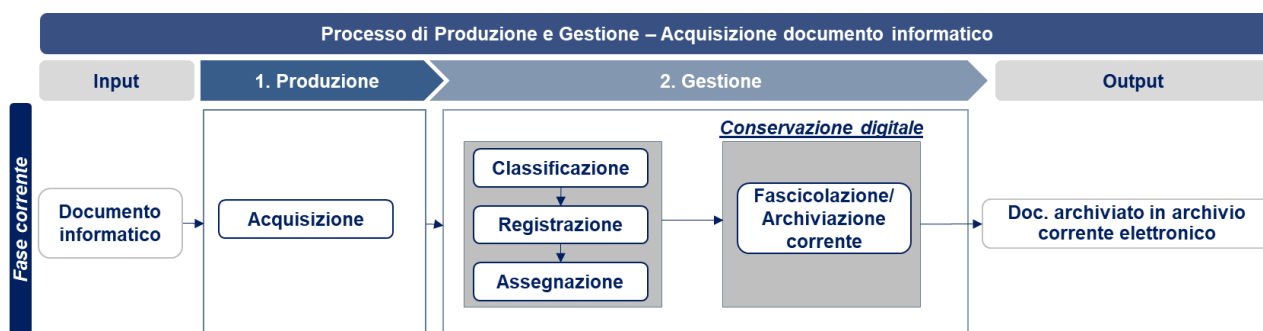 Processo di Produzione e Gestione – Acquisizione documento informatico
Input
1. Produzione
2. Gestione
Output
Fase corrente
Documento
informatico
Acquisizione
Classificazione
Registrazione
Assegnazione
Conservazione digitale
Fascicolazione/
Archiviazione
corrente
Doc. archiviato in archivio
corrente elettronico